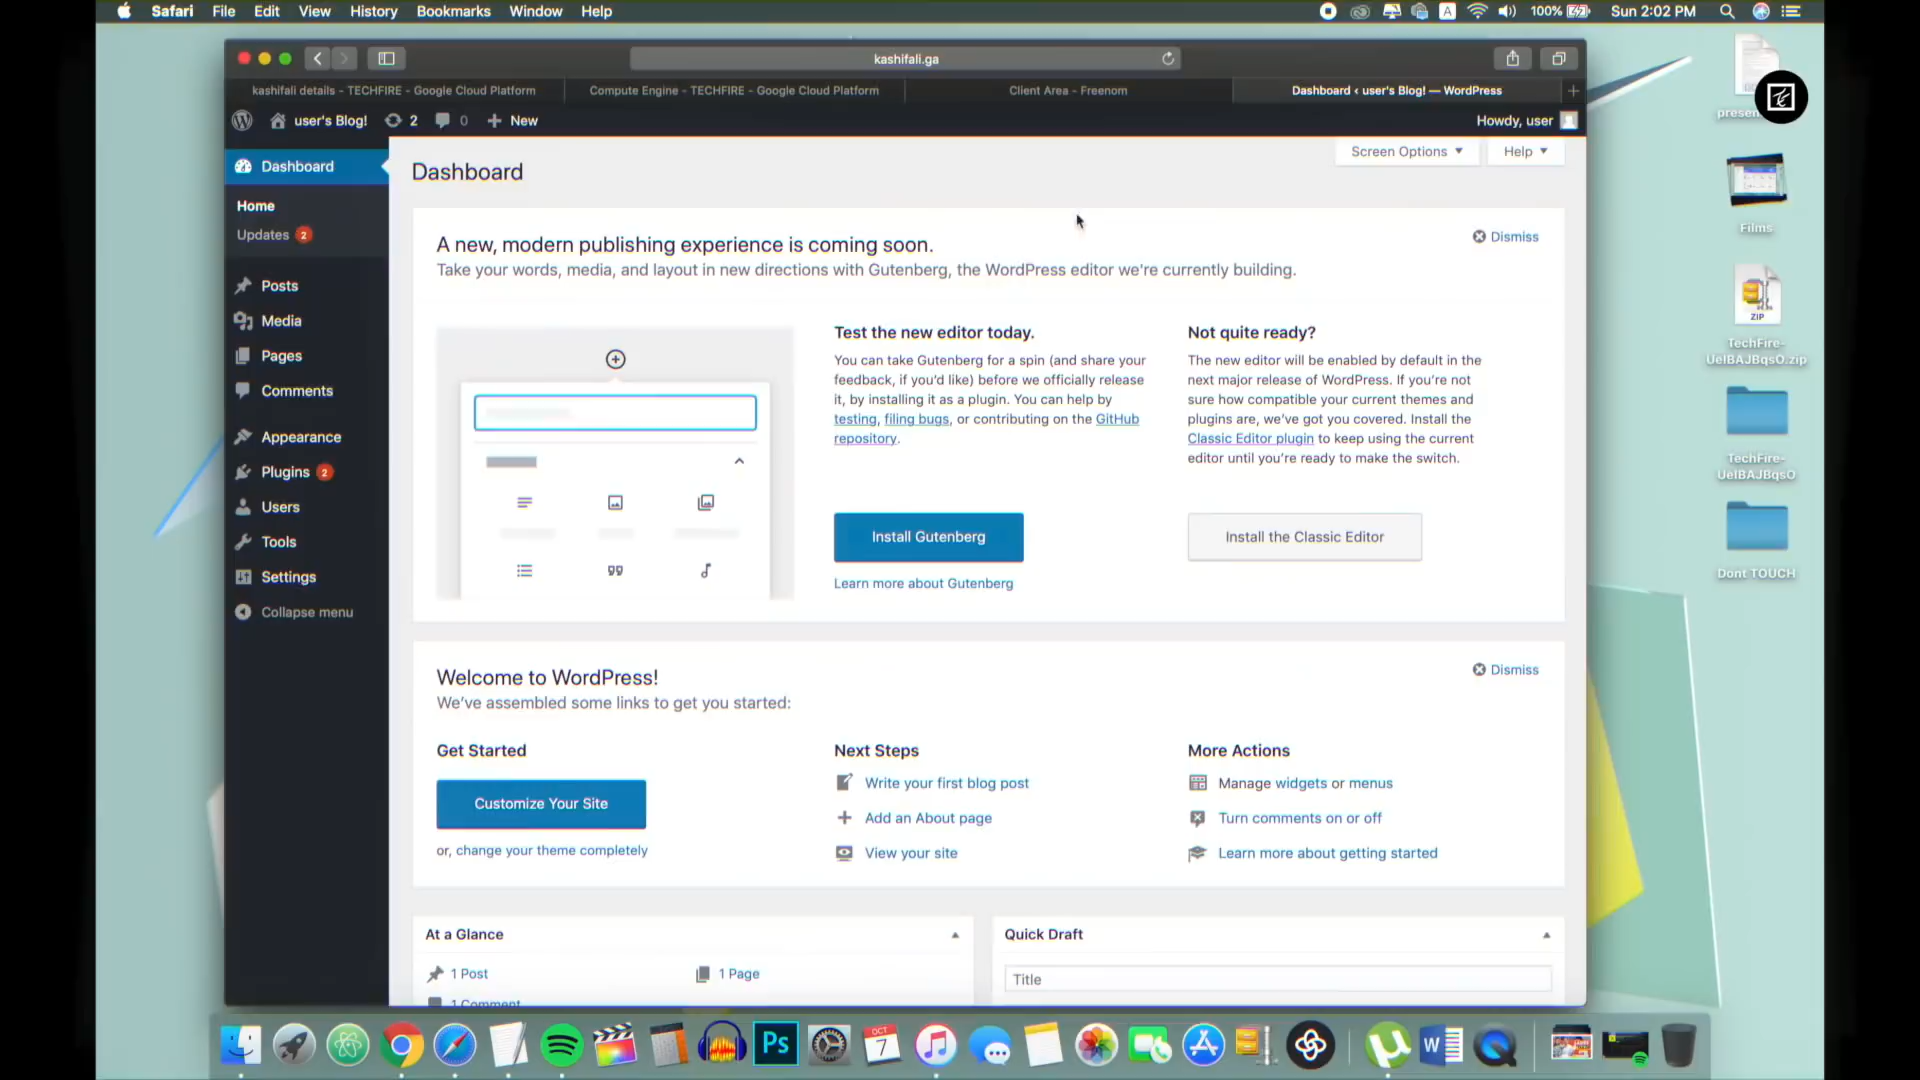 Safari File Edit View History Bookmarks Window Help
A 100% Sun 2:02 PM
kashifali.ga
kashifali details - TECHFIRE - Google Cloud Platform
Compute Engine - TECHFIRE - Google Cloud Platform
Client Area - Freenom
Dashboard ‹ user's Blog! — WordPress
user's Blog! 2 0 New
Howdy, user
Dashboard
Home
Updates 2
Posts
Media
Pages
Comments
Appearance
Plugins 2
Users
Tools
Settings
Collapse menu
Screen Options Help
Dashboard
A new, modern publishing experience is coming soon.
Dismiss
Take your words, media, and layout in new directions with Gutenberg, the WordPress editor we're currently building.
Test the new editor today.
You can take Gutenberg for a spin (and share your
feedback, if you'd like) before we officially release
it, by installing it as a plugin. You can help by
testing, filing bugs, or contributing on the GitHub
repository.
Install Gutenberg
Learn more about Gutenberg
Not quite ready?
The new editor will be enabled by default in the
next major release of WordPress. If you're not
sure how compatible your current themes and
plugins are, we've got you covered. Install the
Classic Editor plugin to keep using the current
editor until you're ready to make the switch.
Install the Classic Editor
Welcome to WordPress!
Dismiss
We've assembled some links to get you started:
Get Started
Customize Your Site
or, change your theme completely
Next Steps
Write your first blog post
Add an About page
View your site
More Actions
Manage widgets or menus
Turn comments on or off
Learn more about getting started
At a Glance
1 Post
1 Page
1 Comment
Quick Draft
Title
presen
Films
ZIP
TechFire-
UelBAJBqsO.zip
TechFire-
UelBAJBqsO
Dont TOUCH
Ps
OCT
7
W